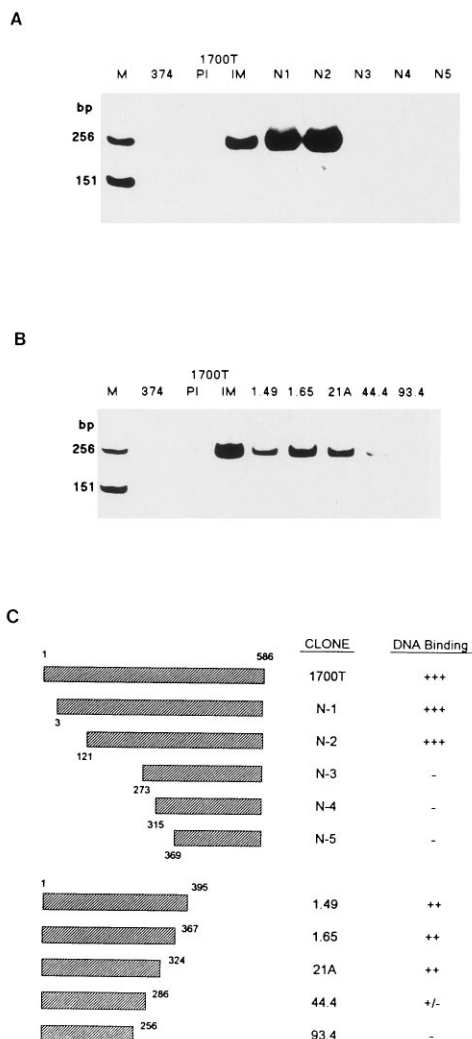 A
1700T
M 374 PI IM N1 N2 N3 N4 N5
bp
256
151
B
1700T
M 374 PI IM 1.49 1.65 21A 44.4 93.4
bp
256
151
C
CLONE DNA Binding
1 586
1700T +++
N-1 +++
3
N-2 +++
121
N-3 -
273
N-4 -
315
N-5 -
369
1 395
1.49 ++
367
1.65 ++
324
21A ++
286
44.4 +/-
256
93.4 -